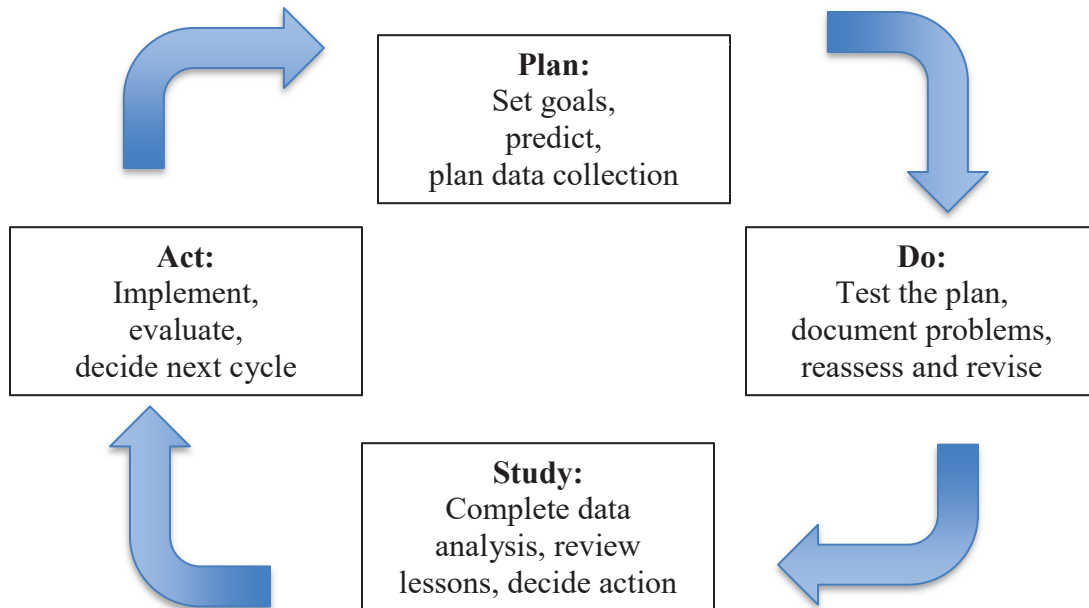 Plan:
Set goals,
predict,
plan data collection
Act:
Implement,
evaluate,
decide next cycle
Do:
Test the plan,
document problems,
reassess and revise
Study:
Complete data
analysis, review
lessons, decide action